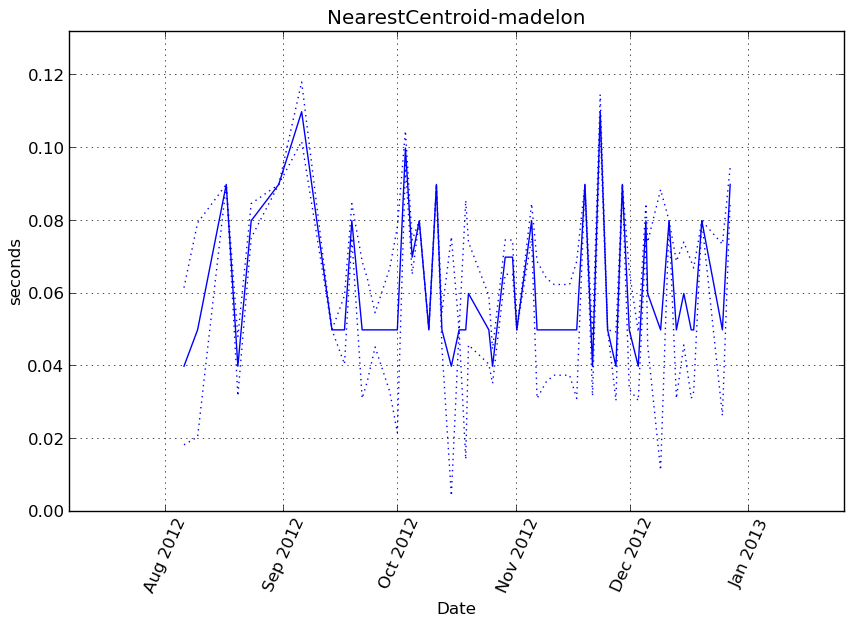 NearestCentroid-madelon
0.12
0.10
0.08
0.06
0.04
0.02
0.00
seconds
Aug 2012
Sep 2012
Oct 2012
Nov 2012
Dec 2012
Jan 2013
Date